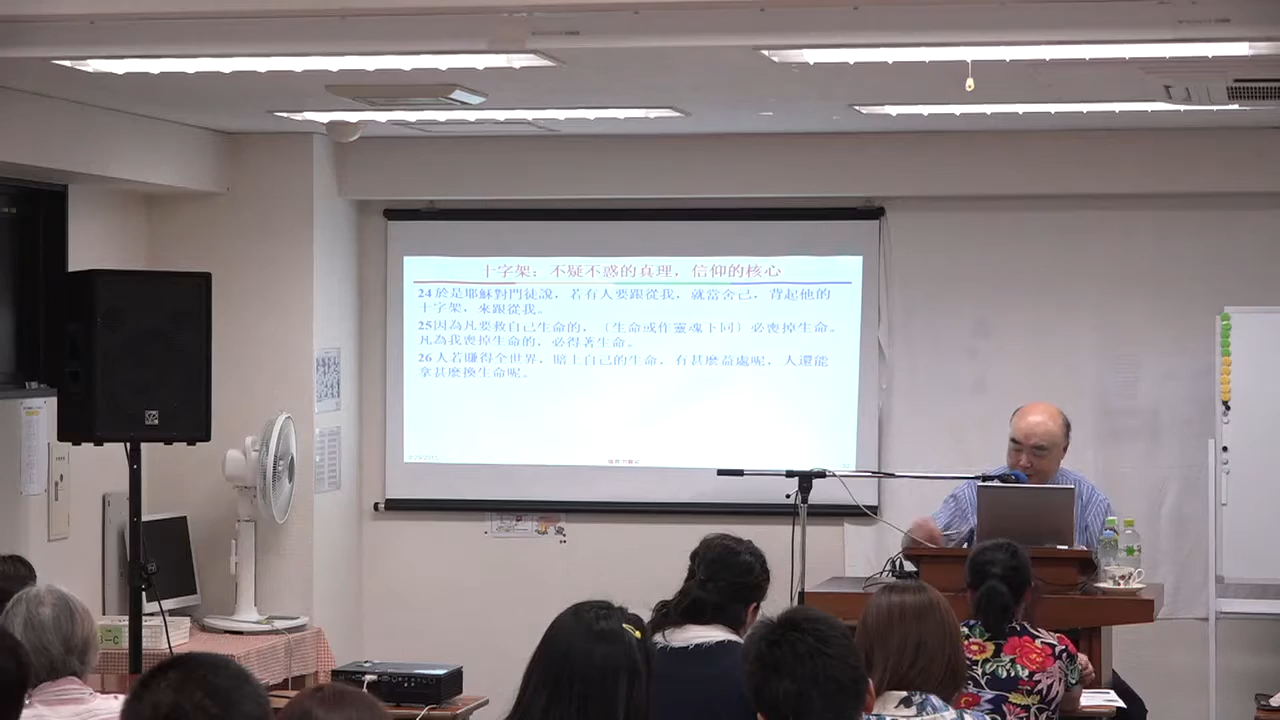 十字架：不疑不惑的真理，信仰的核心
24 於是耶穌對門徒說，若有人要跟從我，就當舍己，背起他的
十字架，來跟從我。
25因為凡要救自己生命的，〔生命或作靈魂下同〕必喪掉生命。
凡為我喪掉生命的，必得著生命。
26人若賺得全世界，賠上自己的生命，有甚麼益處呢，人還能
拿甚麼換生命呢。